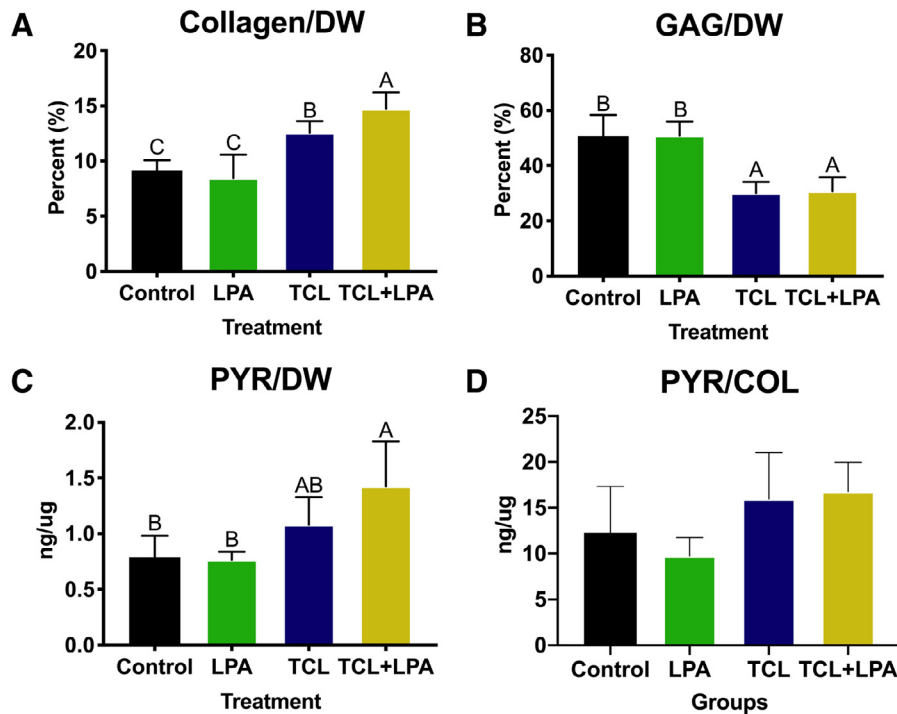 A
Collagen/DW
Percent (%)
20
15
10
5
0
C
C
B
A
Control
LPA
TCL
TCL+LPA
Treatment
B
GAG/DW
Percent (%)
80
60
40
20
0
B
B
A
A
Control
LPA
TCL
TCL+LPA
Treatment
C
PYR/DW
ng/ug
2.0
1.5
1.0
0.5
0.0
B
B
AB
A
Control
LPA
TCL
TCL+LPA
Treatment
D
PYR/COL
ng/ug
25
20
15
10
5
0
Control
LPA
TCL
TCL+LPA
Groups